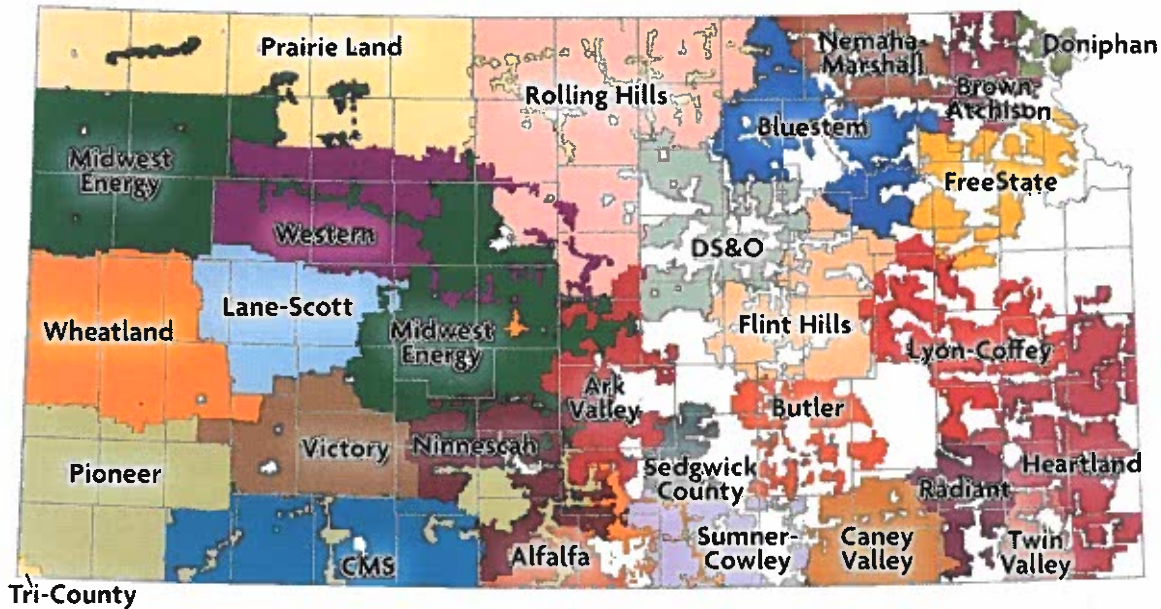 Prairie Land
Rolling Hills
Nemaha-
Marshall
Doniphan
Brown-
Atchison
Bluestem
Midwest
Energy
FreeState
Western
DS&O
Lane-Scott
Wheatland
Midwest
Energy
Flint Hills
Lyon-Coffey
Ark
Valley
Butler
Victory
Ninnescah
Pioneer
Sedgwick
County
Heartland
Radiant
Alfalfa
Sumner-
Cowley
Caney
Valley
Twin
Valley
CMS
Tri-County